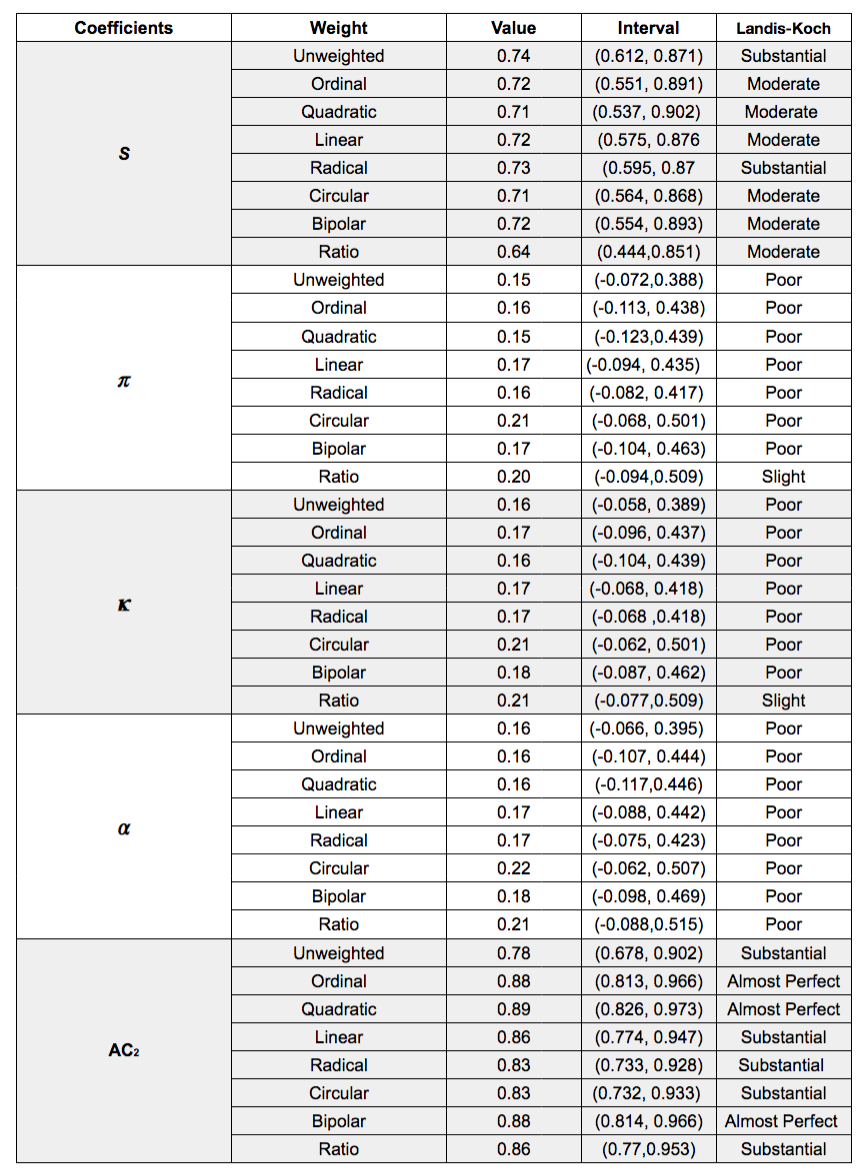 Coefficients Weight Value Interval Landis-Koch
Unweighted 0.74 (0.612, 0.871) Substantial
Ordinal 0.72 (0.551, 0.891) Moderate
Quadratic 0.71 (0.537, 0.902) Moderate
Linear 0.72 (0.575, 0.876 Moderate
S
Radical 0.73 (0.595, 0.87 Substantial
Circular 0.71 (0.564, 0.868) Moderate
Bipolar 0.72 (0.554, 0.893) Moderate
Ratio 0.64 (0.444,0.851) Moderate
Unweighted 0.15 (-0.072,0.388) Poor
Ordinal 0.16 (-0.113, 0.438) Poor
Quadratic 0.15 (-0.123,0.439) Poor
Linear 0.17 (-0.094, 0.435) Poor
π
Radical 0.16 (-0.082, 0.417) Poor
Circular 0.21 (-0.068, 0.501) Poor
Bipolar 0.17 (-0.104, 0.463) Poor
Ratio 0.20 (-0.094,0.509) Slight
Unweighted 0.16 (-0.058, 0.389) Poor
Ordinal 0.17 (-0.096, 0.437) Poor
Quadratic 0.16 (-0.104, 0.439) Poor
Linear 0.17 (-0.068, 0.418) Poor
κ
Radical 0.17 (-0.068 ,0.418) Poor
Circular 0.21 (-0.062, 0.501) Poor
Bipolar 0.18 (-0.087, 0.462) Poor
Ratio 0.21 (-0.077,0.509) Slight
Unweighted 0.16 (-0.066, 0.395) Poor
Ordinal 0.16 (-0.107, 0.444) Poor
Quadratic 0.16 (-0.117,0.446) Poor
Linear 0.17 (-0.088, 0.442) Poor
α
Radical 0.17 (-0.075, 0.423) Poor
Circular 0.22 (-0.062, 0.507) Poor
Bipolar 0.18 (-0.098, 0.469) Poor
Ratio 0.21 (-0.088,0.515) Poor
Unweighted 0.78 (0.678, 0.902) Substantial
Ordinal 0.88 (0.813, 0.966) Almost Perfect
Quadratic 0.89 (0.826, 0.973) Almost Perfect
Linear 0.86 (0.774, 0.947) Substantial
AC₂
Radical 0.83 (0.733, 0.928) Substantial
Circular 0.83 (0.732, 0.933) Substantial
Bipolar 0.88 (0.814, 0.966) Almost Perfect
Ratio 0.86 (0.77,0.953) Substantial